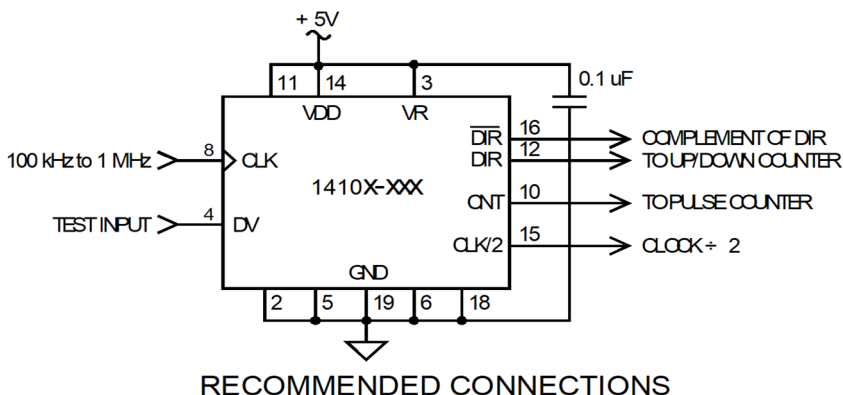 + 5V
0.1 uF
11 14 3
VDD VR
100 kHz to 1 MHz 8 CLK
TEST INPUT 4 DV
1410X-XXX
DIR 16 COMPLEMENT OF DIR
DIR 12 TO UP/DOWN COUNTER
CNT 10 TO PULSE COUNTER
CLK/2 15 CLOCK ÷ 2
GND
2 5 19 6 18
RECOMMENDED CONNECTIONS